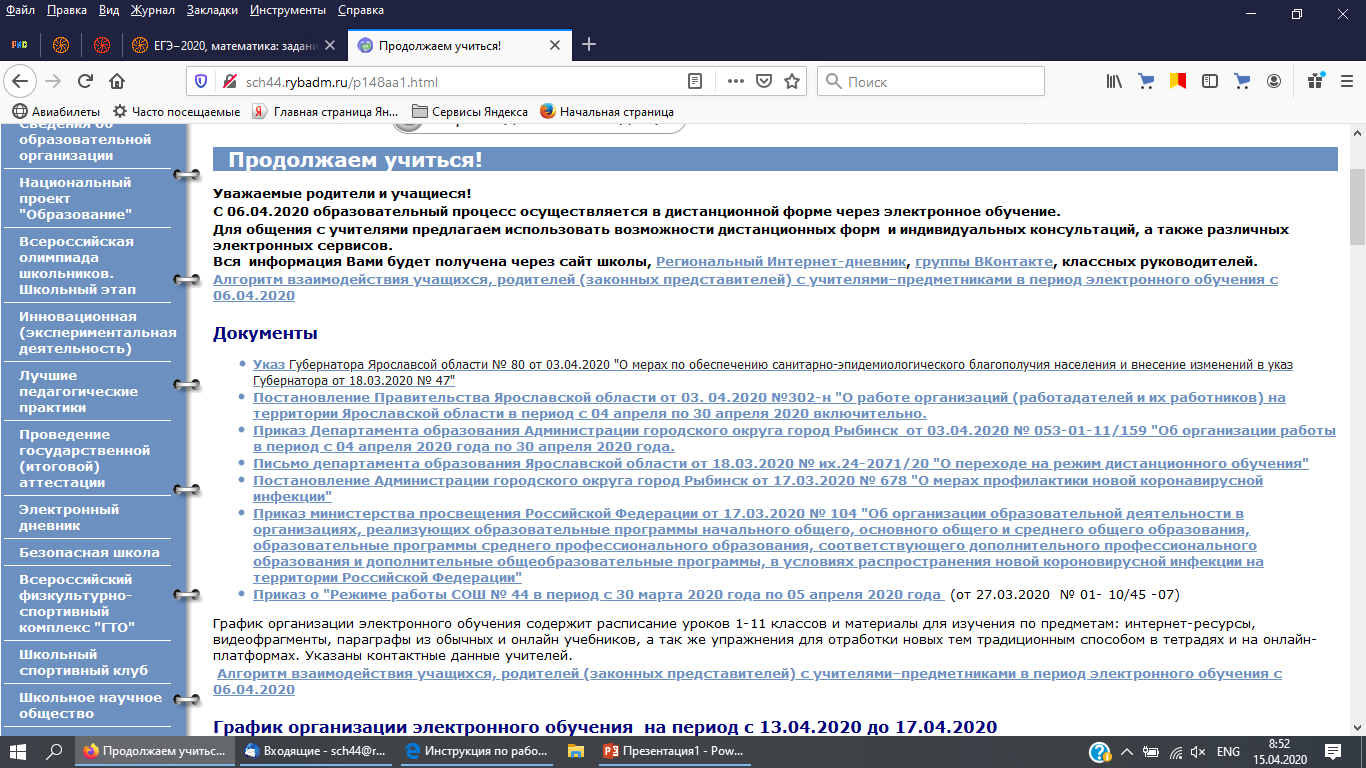 Файл Правка Вид Журнал Закладки Инструменты Справка
ЕГЭ–2020, математика: задани
Продолжаем учиться!
sch44.rybadm.ru/p148aa1.html
Поиск
Авиабилеты Часто посещаемые Главная страница Ян... Сервисы Яндекса Начальная страница
Сведения об
образовательной
организации
Национальный
проект
"Образование"
Всероссийская
олимпиада
школьников.
Школьный этап
Инновационная
(экспериментальная
деятельность)
Лучшие
педагогические
практики
Проведение
государственной
(итоговой)
аттестации
Электронный
дневник
Безопасная школа
Всероссийский
физкультурно-
спортивный
комплекс "ГТО"
Школьный
спортивный клуб
Школьное научное
общество
Продолжаем учиться!
Уважаемые родители и учащиеся!
С 06.04.2020 образовательный процесс осуществляется в дистанционной форме через электронное обучение.
Для общения с учителями предлагаем использовать возможности дистанционных форм и индивидуальных консультаций, а также различных
электронных сервисов.
Вся информация Вами будет получена через сайт школы, Региональный Интернет-дневник, группы ВКонтакте, классных руководителей.
Алгоритм взаимодействия учащихся, родителей (законных представителей) с учителями–предметниками в период электронного обучения с
06.04.2020
Документы
Указ Губернатора Ярославсой области № 80 от 03.04.2020 "О мерах по обеспечению санитарно-эпидемиологического благополучия населения и внесение изменений в указ
Губернатора от 18.03.2020 № 47"
Постановление Правительства Ярославской области от 03. 04.2020 №302-н "О работе организаций (работадателей и их работников) на
территории Ярославской области в период с 04 апреля по 30 апреля 2020 включительно.
Приказ Департамента образования Администрации городского округа город Рыбинск от 03.04.2020 № 053-01-11/159 "Об организации работы
в период с 04 апреля 2020 года по 30 апреля 2020 года.
Письмо департамента образования Ярославской области от 18.03.2020 № их.24-2071/20 "О переходе на режим дистанционного обучения"
Постановление Администрации городского округа город Рыбинск от 17.03.2020 № 678 "О мерах профилактики новой коронавирусной
инфекции"
Приказ министерства просвещения Российской Федерации от 17.03.2020 № 104 "Об организации образовательной деятельности в
организациях, реализующих образовательные программы начального общего, основного общего и среднего общего образования,
образовательные программы среднего профессионального образования, соответствующего дополнительного профессионального
образования и дополнительные общеобразовательные программы, в условиях распространения новой короновирусной инфекции на
территории Российской Федерации"
Приказ о "Режиме работы СОШ № 44 в период с 30 марта 2020 года по 05 апреля 2020 года (от 27.03.2020 № 01- 10/45 -07)
График организации электронного обучения содержит расписание уроков 1-11 классов и материалы для изучения по предметам: интернет-ресурсы,
видеофрагменты, параграфы из обычных и онлайн учебников, а так же упражнения для отработки новых тем традиционным способом в тетрадях и на онлайн-
платформах. Указаны контактные данные учителей.
Алгоритм взаимодействия учащихся, родителей (законных представителей) с учителями–предметниками в период электронного обучения с
06.04.2020
График организации электронного обучения на период с 13.04.2020 до 17.04.2020
Продолжаем учитьс... Входящие - sch44@r... Инструкция по рабо... Презентация1 - Pow...
ENG
8:52
15.04.2020